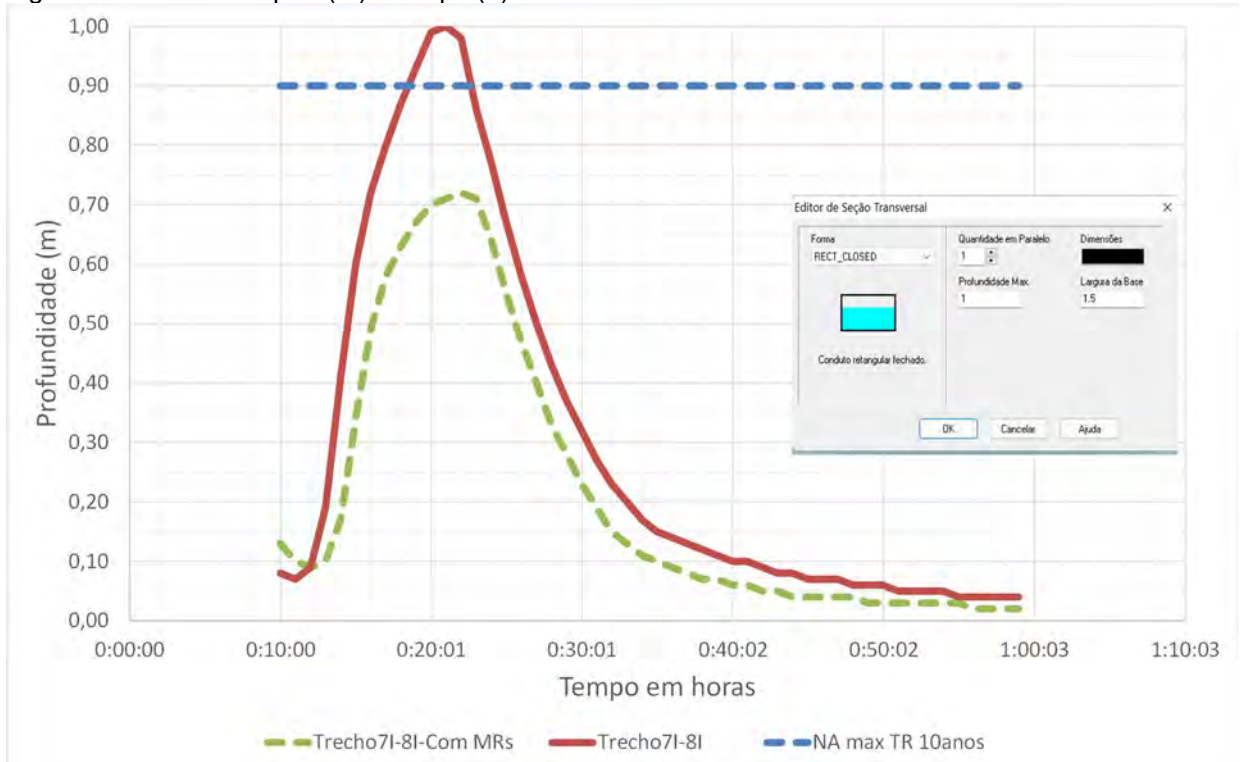 1,00
0,90
0,80
0,70
0,60
0,50
0,40
0,30
0,20
0,10
0,00
Profundidade (m)
Editor de Seção Transversal
Forma
Quantidade em Paralelo
Dimensões
RECT_CLOSED
1
Profundidade Max.
Largura da Base
1
1.5
Conduto retangular fechado.
OK Cancelar Ajuda
0:00:00 0:10:00 0:20:01 0:30:01 0:40:02 0:50:02 1:00:03 1:10:03
Tempo em horas
Trecho7I-8I-Com MRs Trecho7I-8I NA max TR 10anos